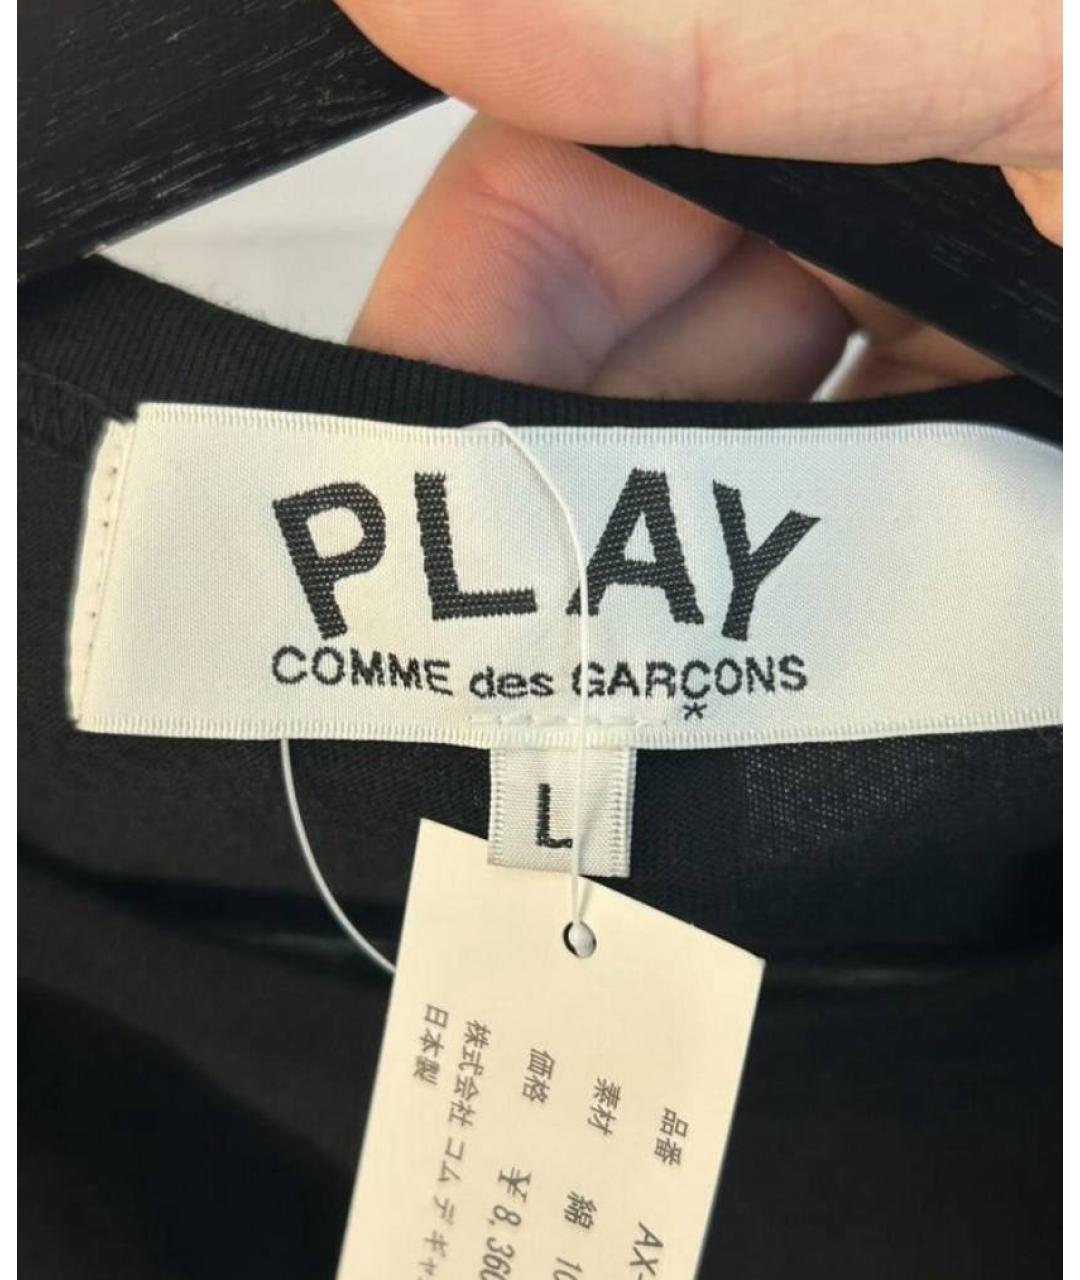 PLAY
COMME des GARÇONS
*
L
品番 AX-
素材 綿 10
価格 ¥8,360
株式会社 コム デ ギャ
日本製